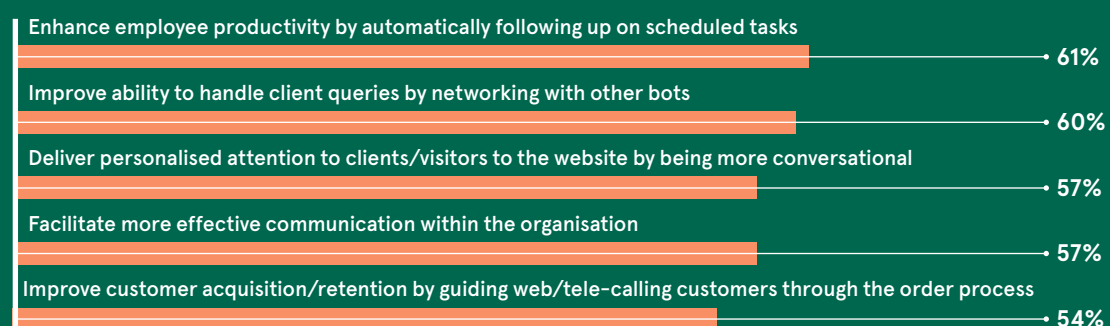 Enhance employee productivity by automatically following up on scheduled tasks
61%
Improve ability to handle client queries by networking with other bots
60%
Deliver personalised attention to clients/visitors to the website by being more conversational
57%
Facilitate more effective communication within the organisation
57%
Improve customer acquisition/retention by guiding web/tele-calling customers through the order process
54%